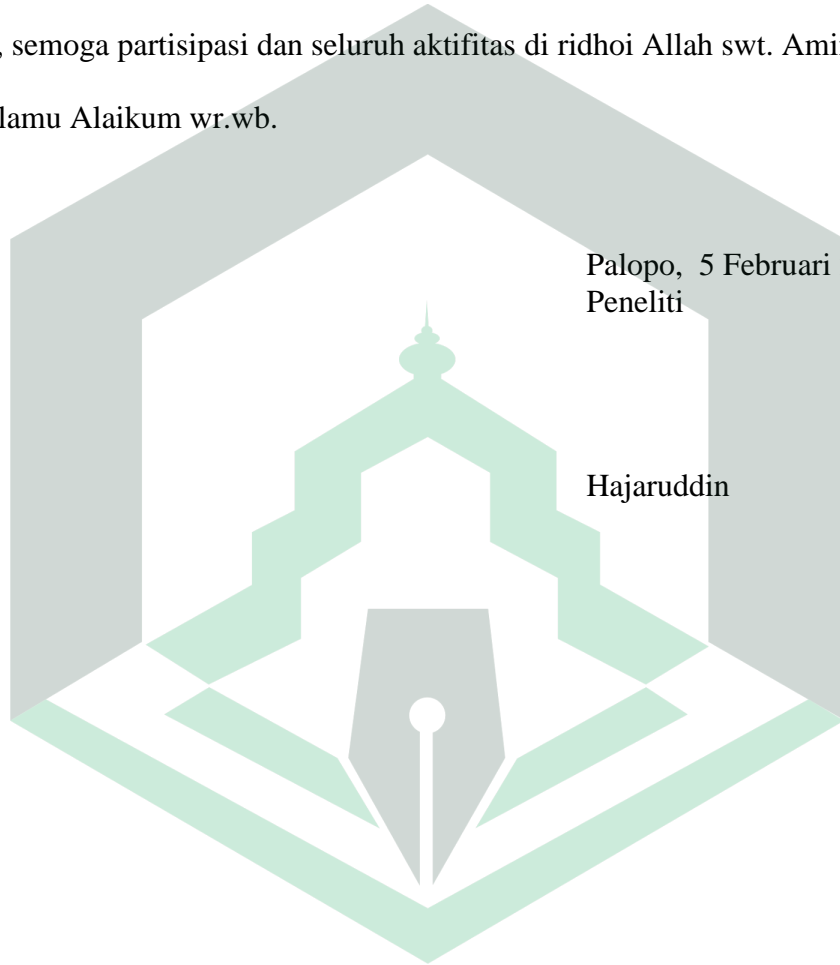 , semoga partisipasi dan seluruh aktifitas di ridhoi Allah swt. Ami
lamu Alaikum wr.wb.
Palopo, 5 Februari
Peneliti
Hajaruddin